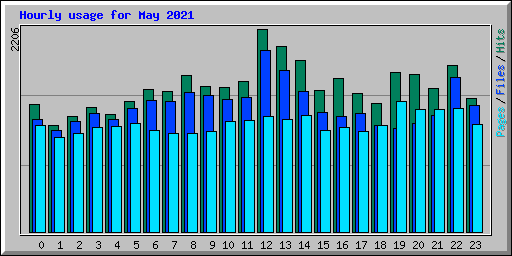 Hourly usage for May 2021
2206
Pages / Files / Hits
0 1 2 3 4 5 6 7 8 9 10 11 12 13 14 15 16 17 18 19 20 21 22 23